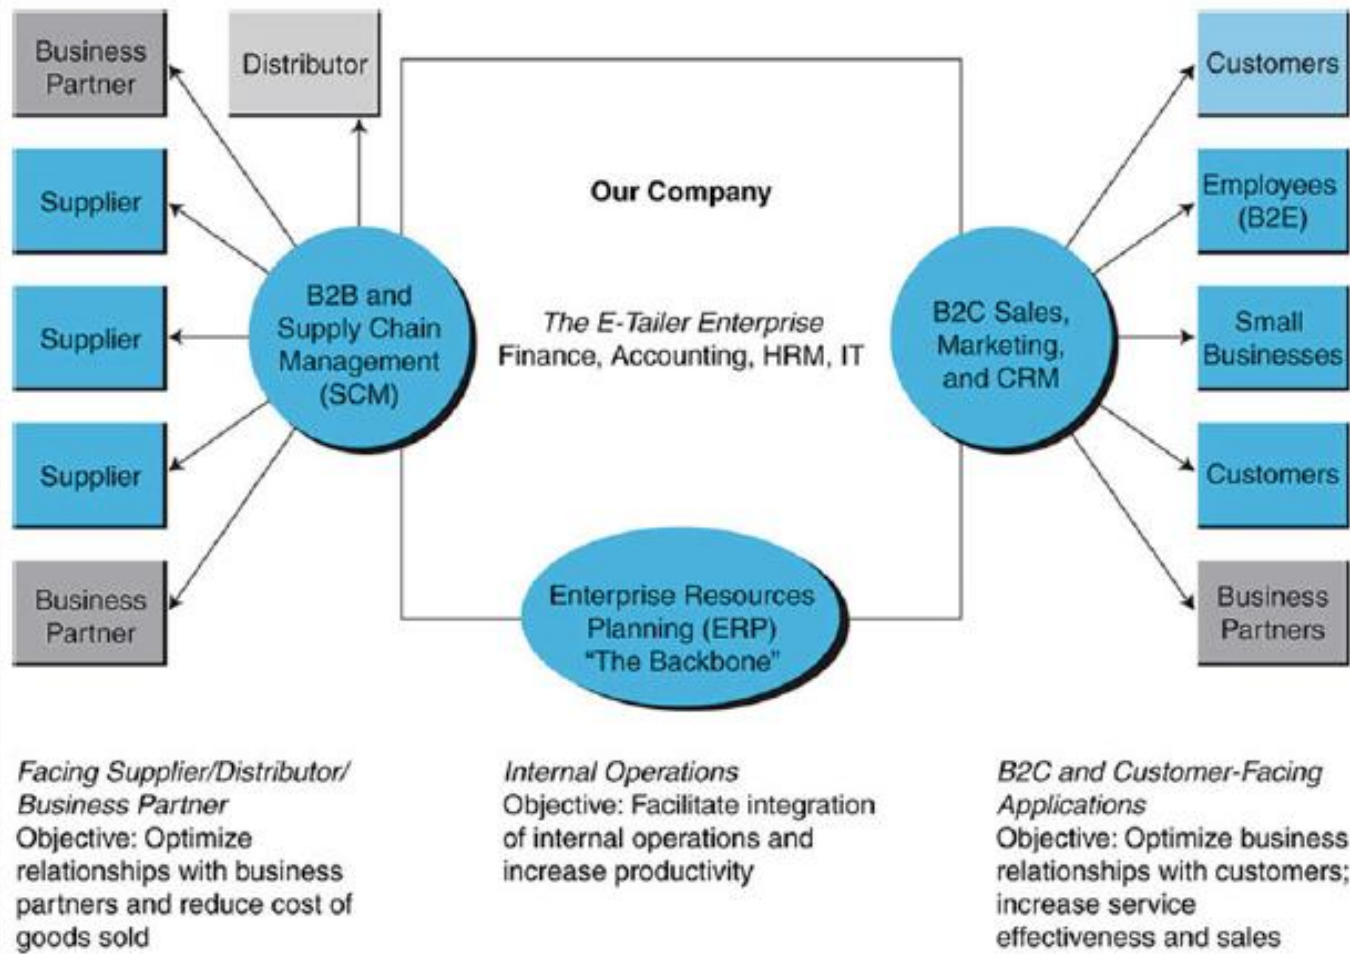 Business
Partner
Distributor
Supplier
Supplier
Supplier
Business
Partner
B2B and
Supply Chain
Management
(SCM)
Our Company
The E-Tailer Enterprise
Finance, Accounting, HRM, IT
Enterprise Resources
Planning (ERP)
“The Backbone”
B2C Sales,
Marketing,
and CRM
Customers
Employees
(B2E)
Small
Businesses
Customers
Business
Partners
Facing Supplier/Distributor/
Business Partner
Objective: Optimize
relationships with business
partners and reduce cost of
goods sold
Internal Operations
Objective: Facilitate integration
of internal operations and
increase productivity
B2C and Customer-Facing
Applications
Objective: Optimize business
relationships with customers;
increase service
effectiveness and sales